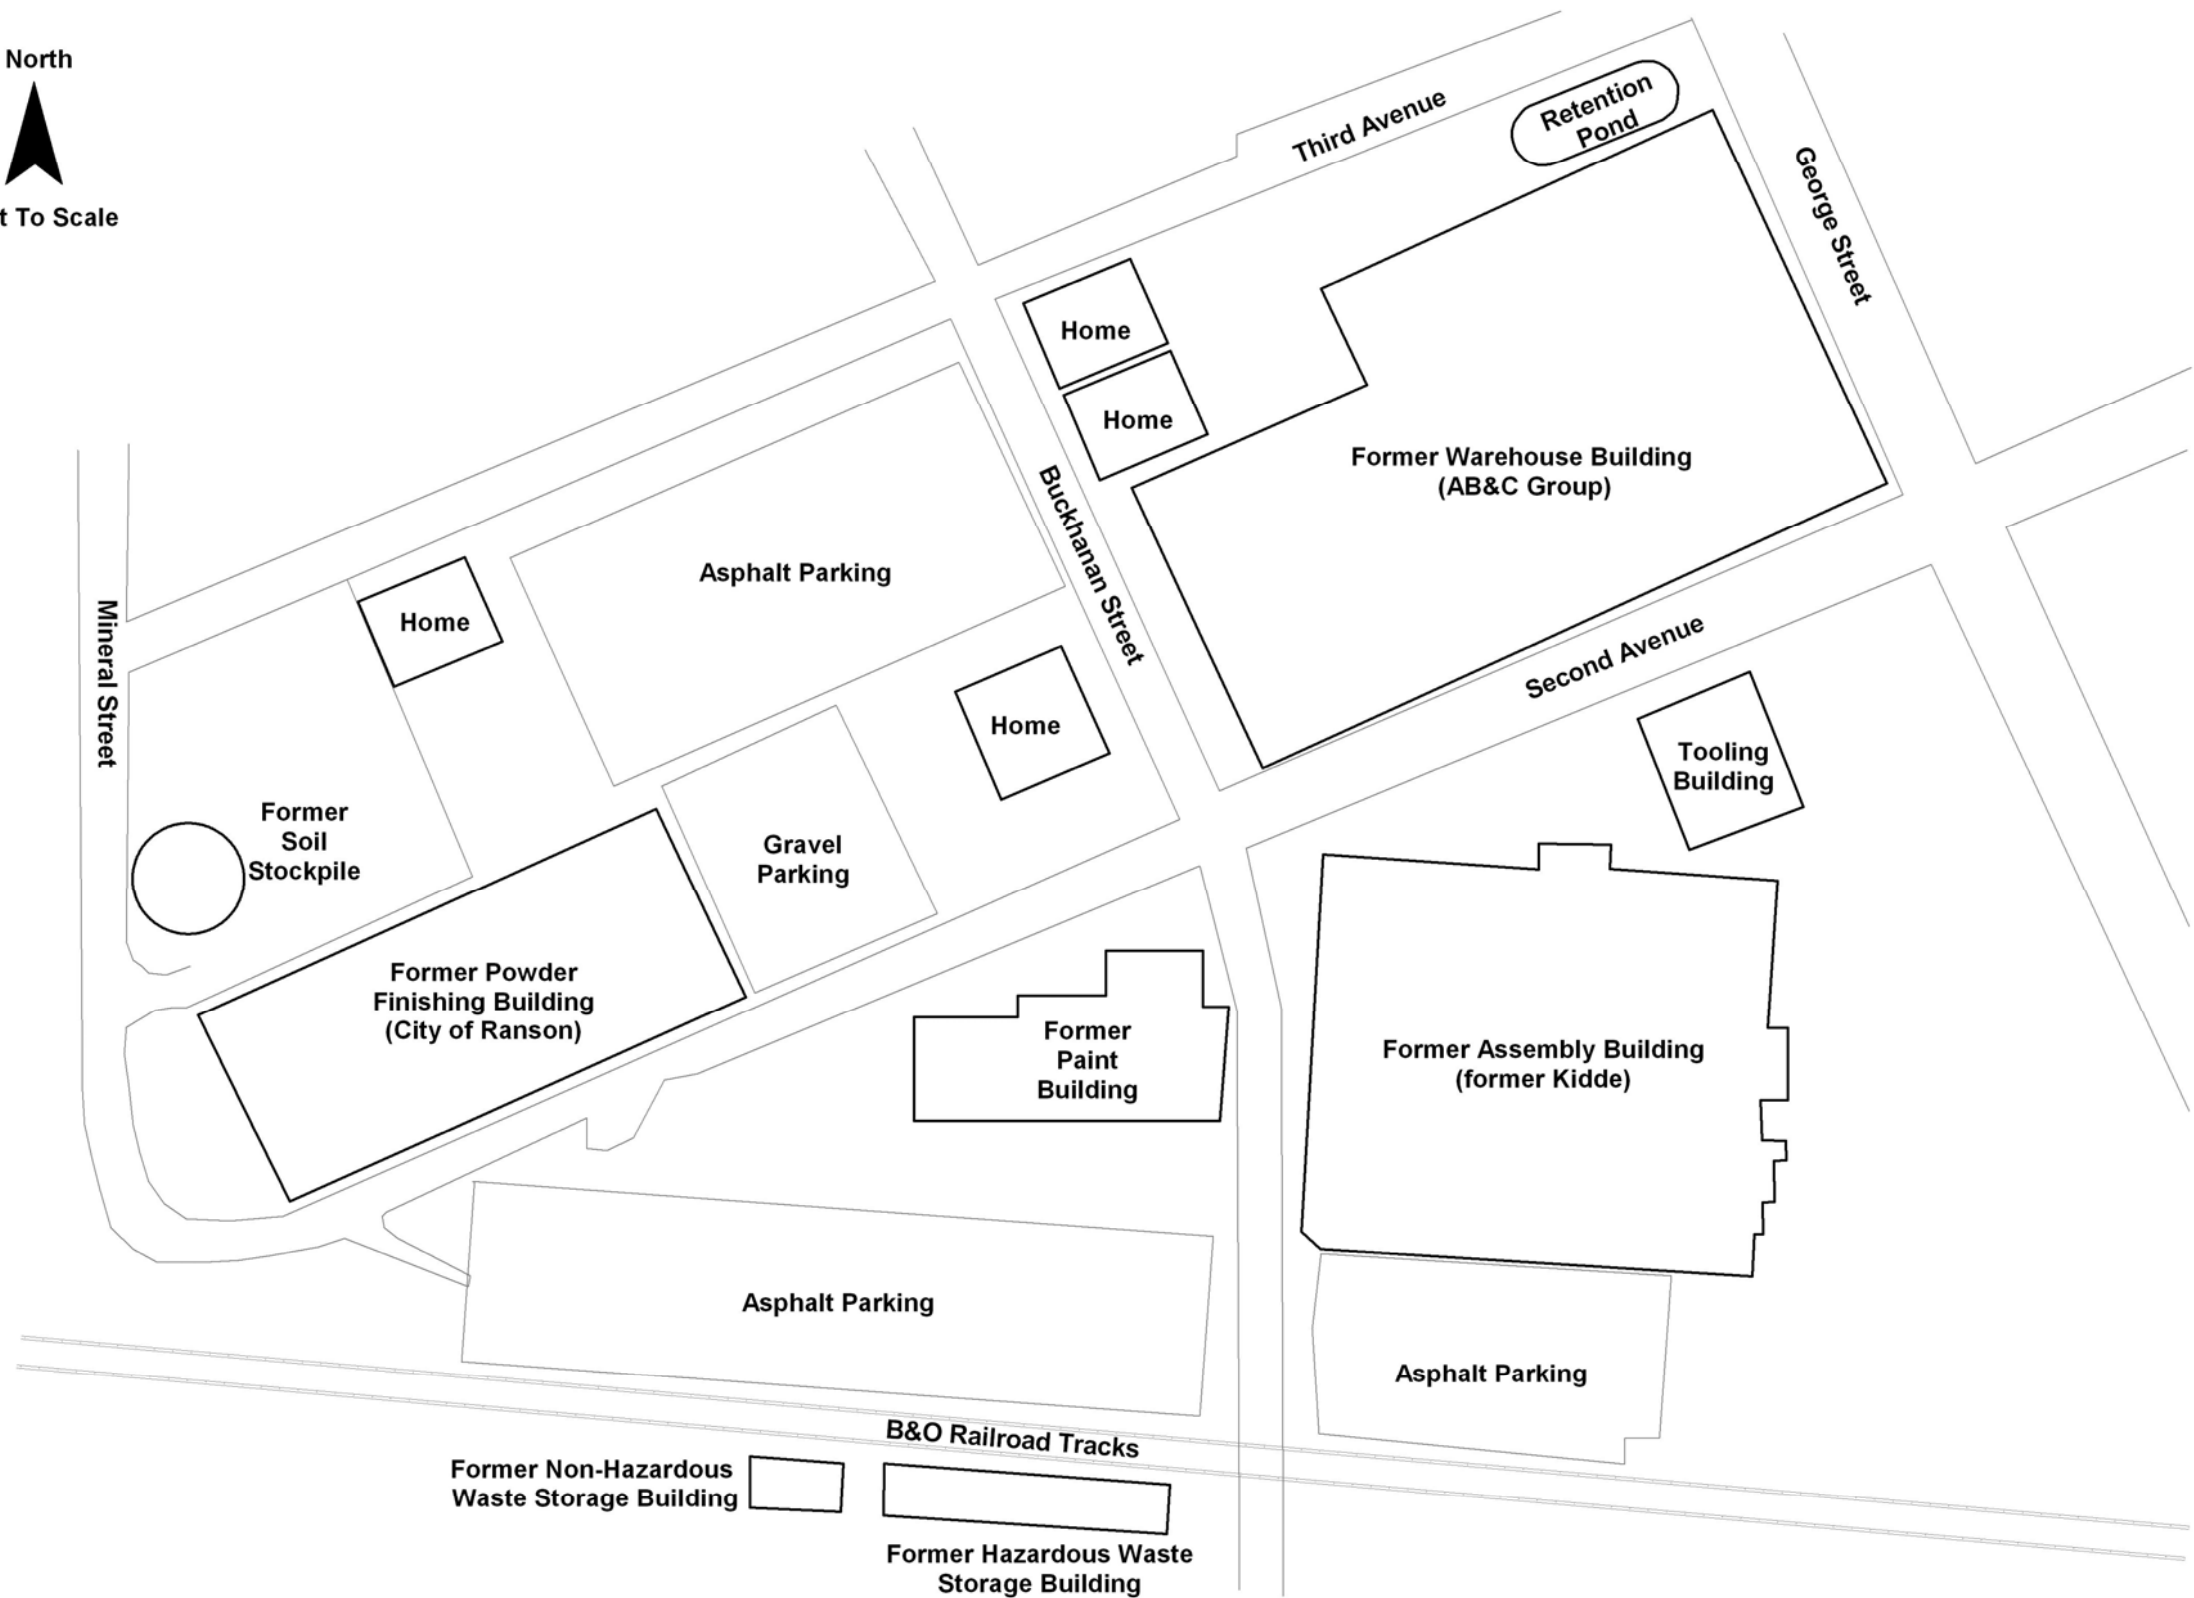 North
t To Scale
Third Avenue
Retention
Pond
George Street
Home
Home
Buckhanan Street
Former Warehouse Building
(AB&C Group)
Asphalt Parking
Home
Mineral Street
Home
Second Avenue
Tooling
Building
Former
Soil
Stockpile
Gravel
Parking
Former Powder
Finishing Building
(City of Ranson)
Former
Paint
Building
Former Assembly Building
(former Kidde)
Asphalt Parking
Asphalt Parking
B&O Railroad Tracks
Former Non-Hazardous
Waste Storage Building
Former Hazardous Waste
Storage Building